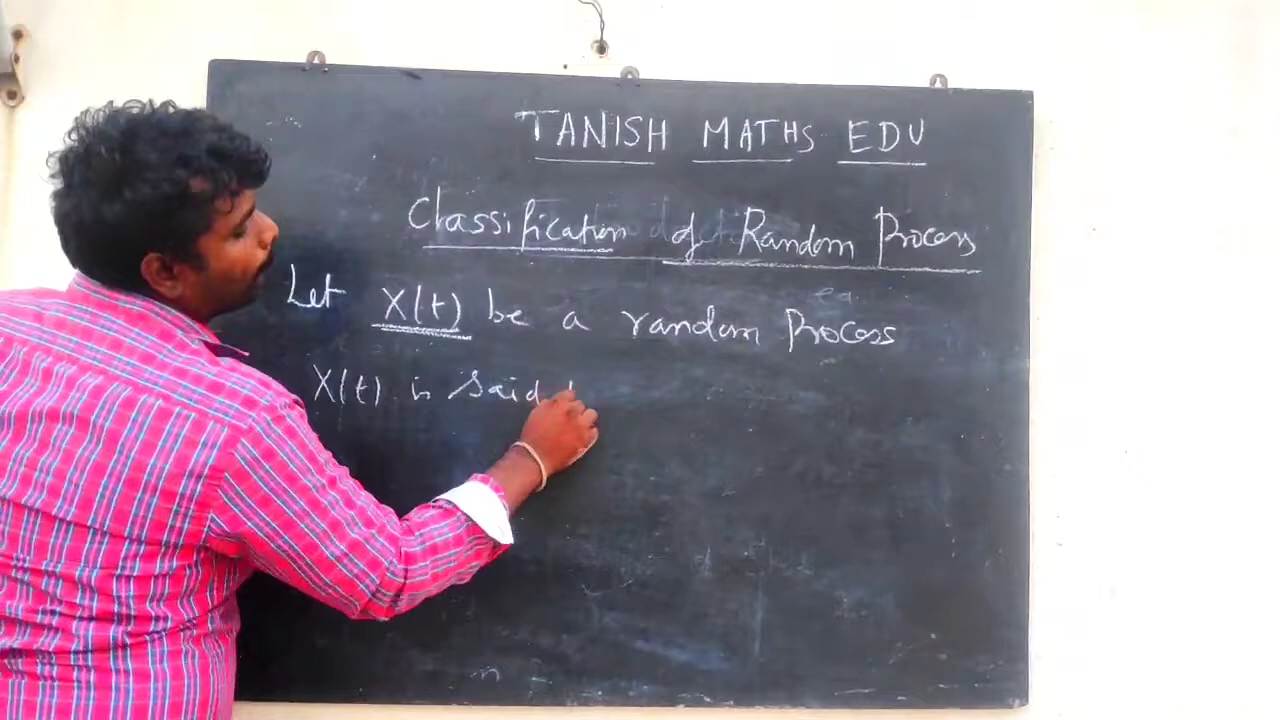 TANISH MATHS EDU
Classification of Random Process
Let X(t) be a random Process
X(t) is said